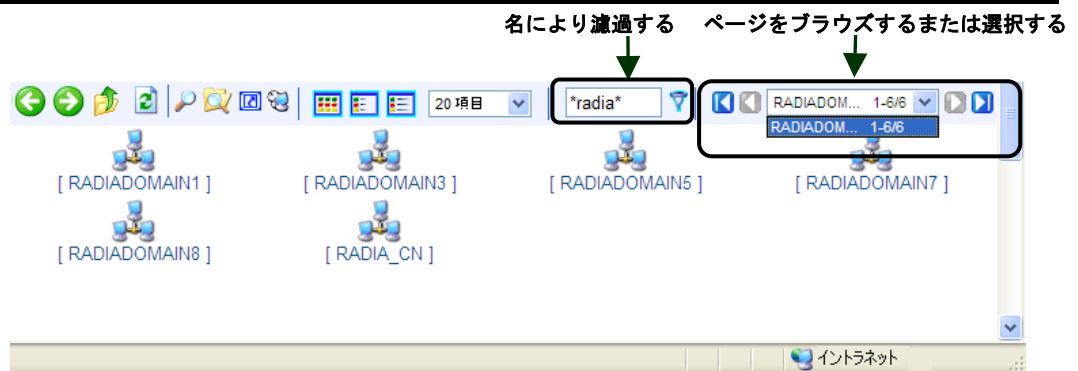 名により濾過する ページをブラウズするまたは選択する
20 項目 *radia* RADIADOM... 1-6/6
RADIADOM... 1-6/6
[ RADIADOMAIN1 ] [ RADIADOMAIN3 ] [ RADIADOMAIN5 ] [ RADIADOMAIN7 ]
[ RADIADOMAIN8 ] [ RADIA_CN ]
イントラネット